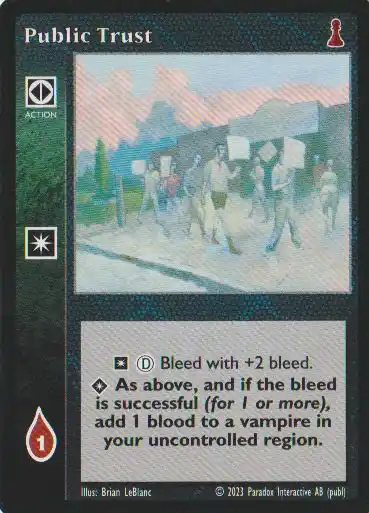 Public Trust
ACTION
D Bleed with +2 bleed.
As above, and if the bleed
is successful (for 1 or more),
add 1 blood to a vampire in
your uncontrolled region.
1
Illus: Brian LeBlanc © 2023 Paradox Interactive AB (publ)